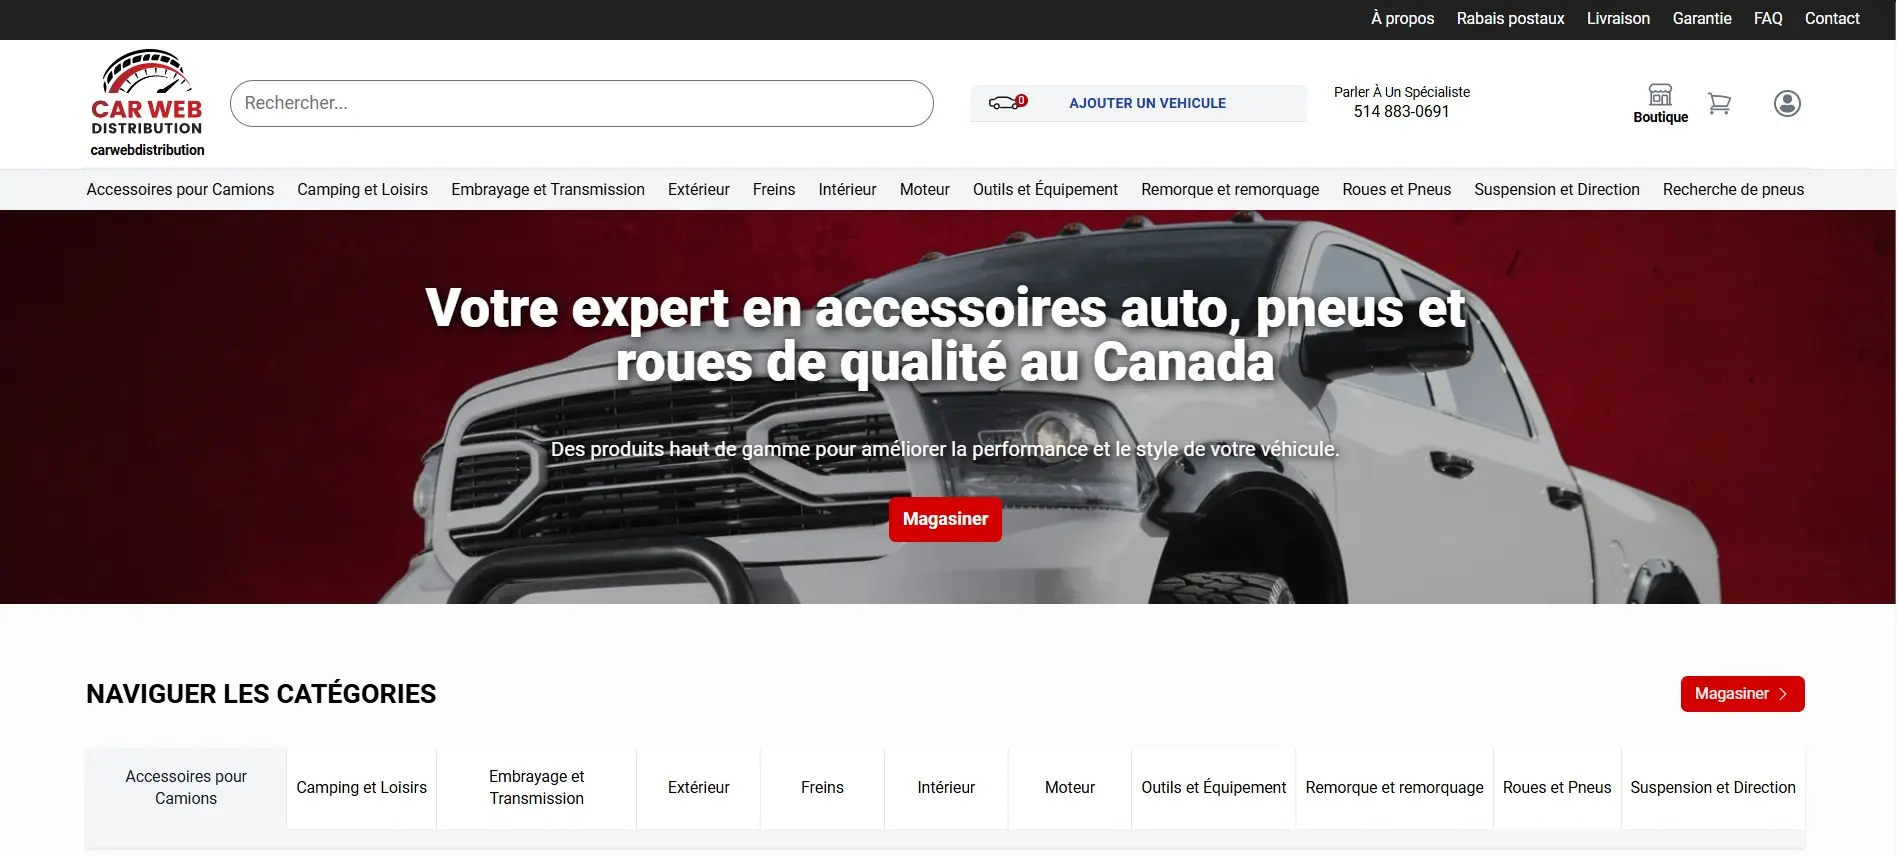 À propos Rabais postaux Livraison Garantie FAQ Contact
CAR WEB
DISTRIBUTION
carwebdistribution
Rechercher...
0
AJOUTER UN VEHICULE
Parler À Un Spécialiste
514 883-0691
Boutique
Accessoires pour Camions Camping et Loisirs Embrayage et Transmission Extérieur Freins Intérieur Moteur Outils et Équipement Remorque et remorquage Roues et Pneus Suspension et Direction Recherche de pneus
Votre expert en accessoires auto, pneus et
roues de qualité au Canada
Des produits haut de gamme pour améliorer la performance et le style de votre véhicule.
Magasiner
NAVIGUER LES CATÉGORIES
Magasiner
Accessoires pour
Camions
Camping et Loisirs
Embrayage et
Transmission
Extérieur
Freins
Intérieur
Moteur
Outils et Équipement
Remorque et remorquage
Roues et Pneus
Suspension et Direction